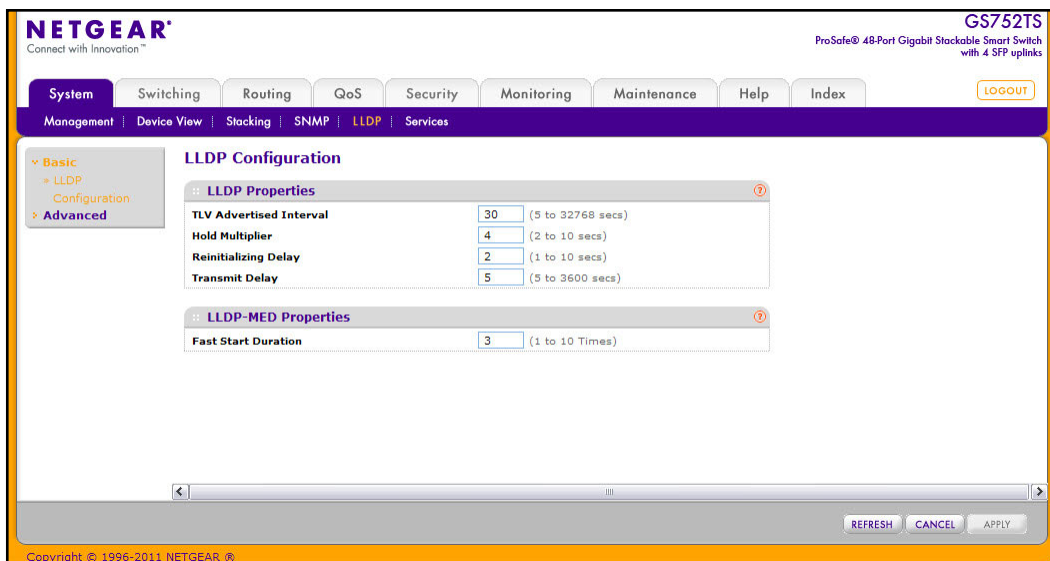 NETGEAR®
Connect with Innovation™
GS752TS
ProSafe® 48-Port Gigabit Stackable Smart Switch
with 4 SFP uplinks
System Switching Routing QoS Security Monitoring Maintenance Help Index LOGOUT
Management Device View Stacking SNMP LLDP Services
Basic
LLDP
Configuration
Advanced
LLDP Configuration
LLDP Properties ?
TLV Advertised Interval 30 (5 to 32768 secs)
Hold Multiplier 4 (2 to 10 secs)
Reinitializing Delay 2 (1 to 10 secs)
Transmit Delay 5 (5 to 3600 secs)
LLDP-MED Properties ?
Fast Start Duration 3 (1 to 10 Times)
REFRESH CANCEL APPLY
Copyright © 1996-2011 NETGEAR ®